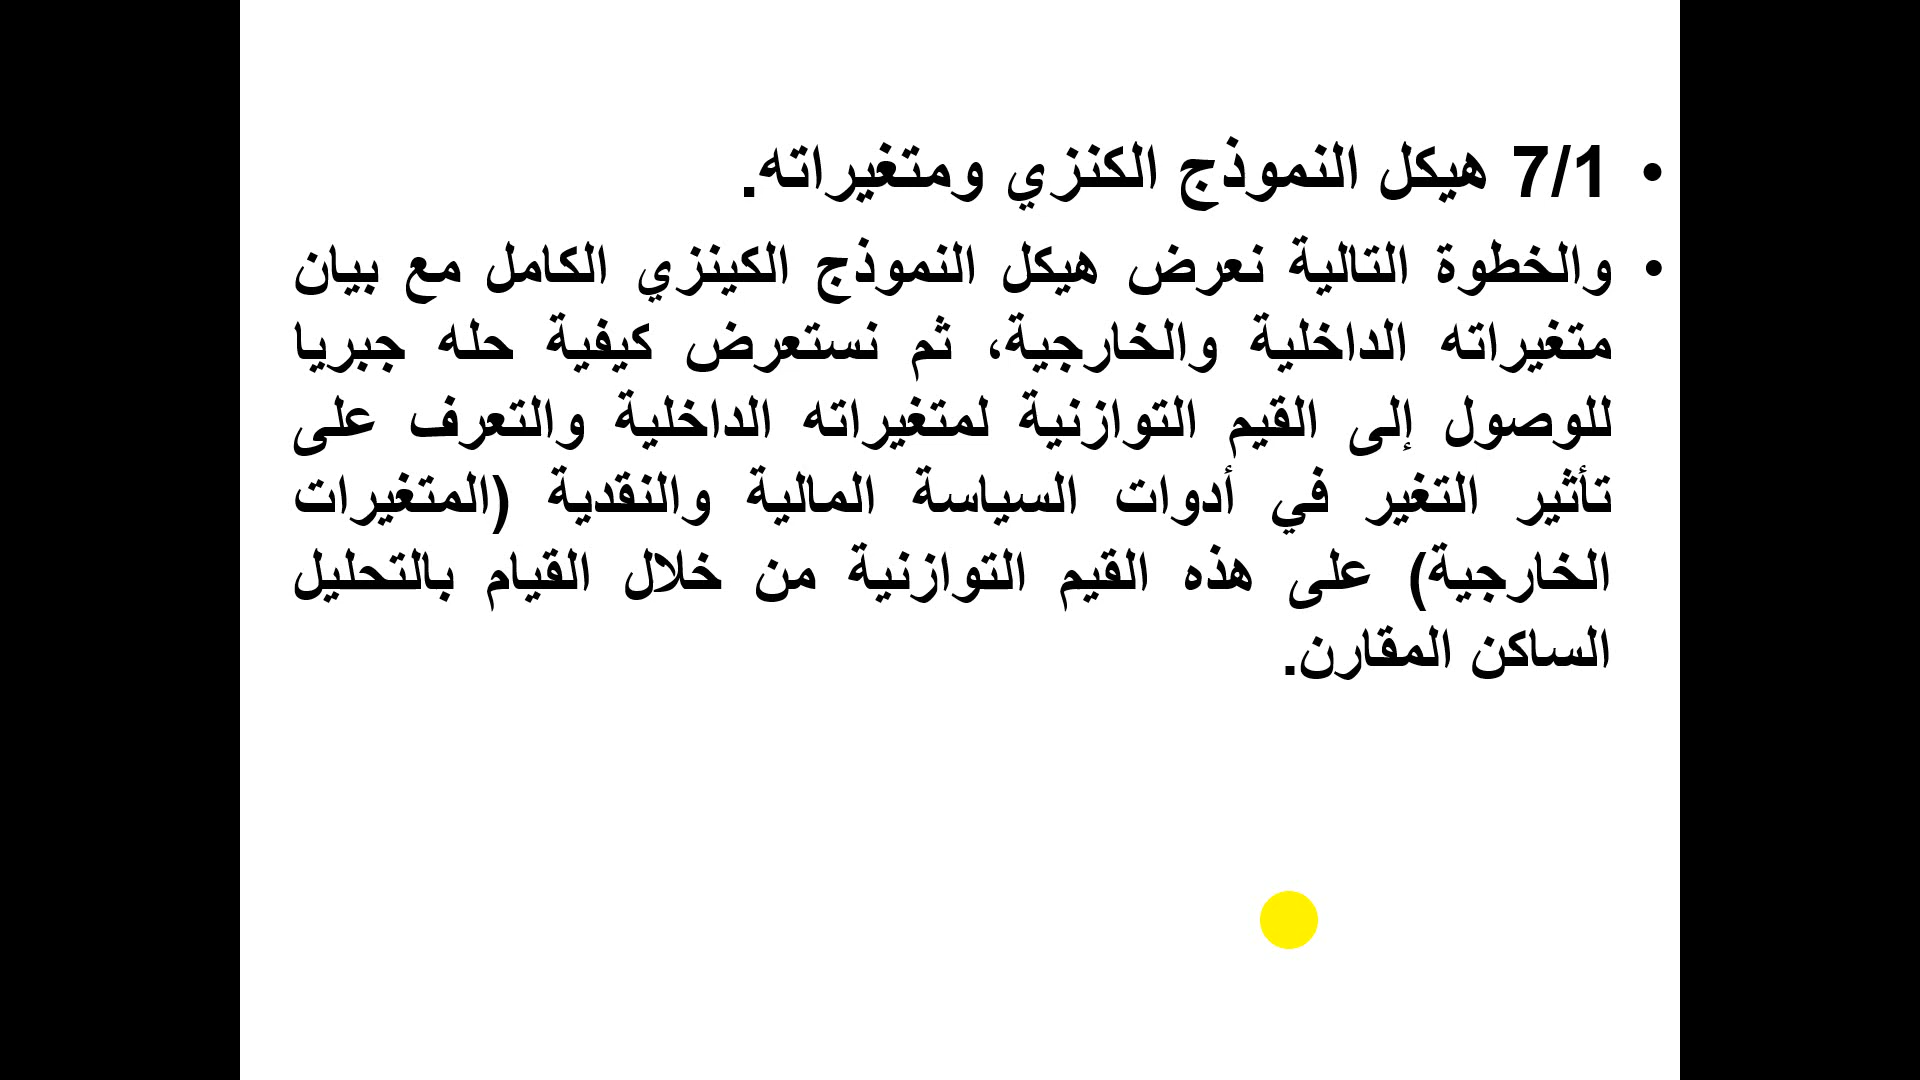 • 7/1 هيكل النموذج الكنزي ومتغيراته.
• والخطوة التالية نعرض هيكل النموذج الكينزي الكامل مع بيان
متغيراته الداخلية والخارجية، ثم نستعرض كيفية حله جبريا
للوصول إلى القيم التوازنية لمتغيراته الداخلية والتعرف على
تأثير التغير في أدوات السياسة المالية والنقدية (المتغيرات
الخارجية) على هذه القيم التوازنية من خلال القيام بالتحليل
الساكن المقارن.